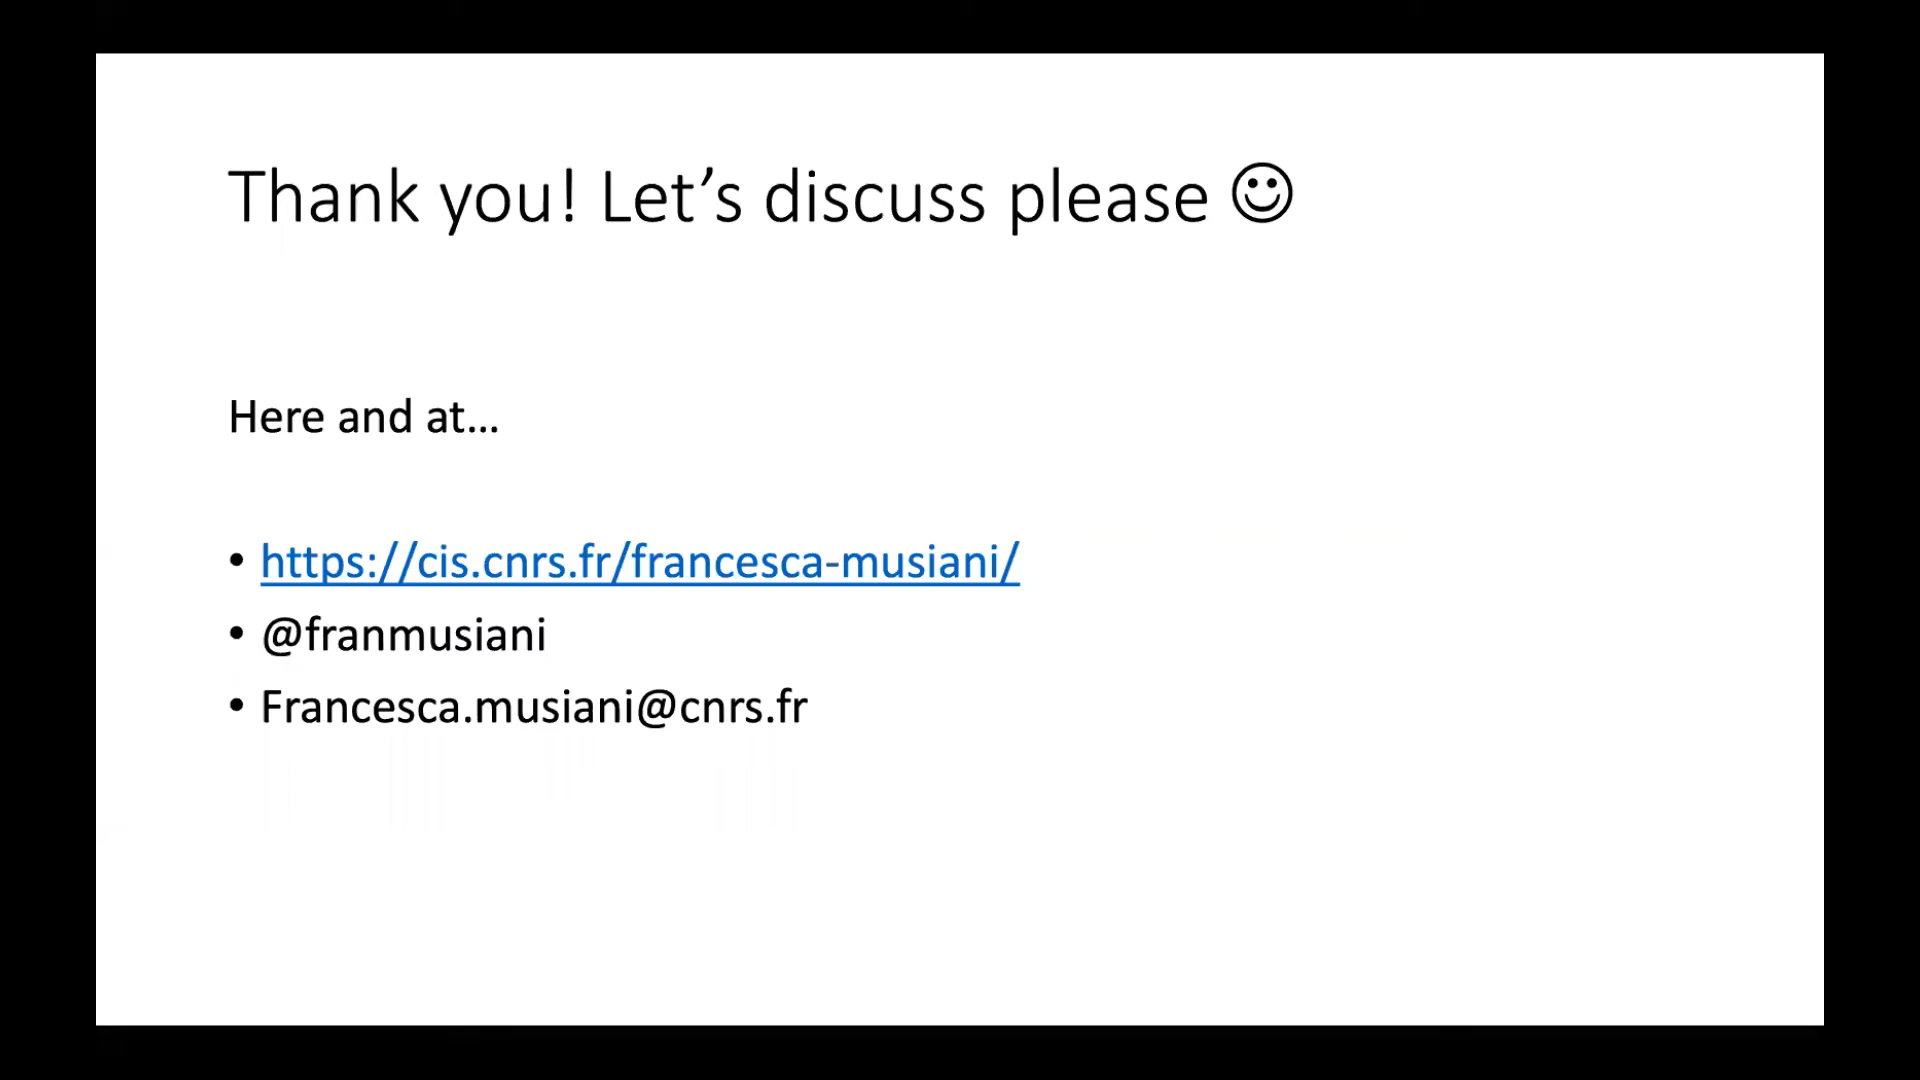 Thank you! Let’s discuss please ☺
Here and at…
• https://cis.cnrs.fr/francesca-musiani/
• @franmusiani
• Francesca.musiani@cnrs.fr